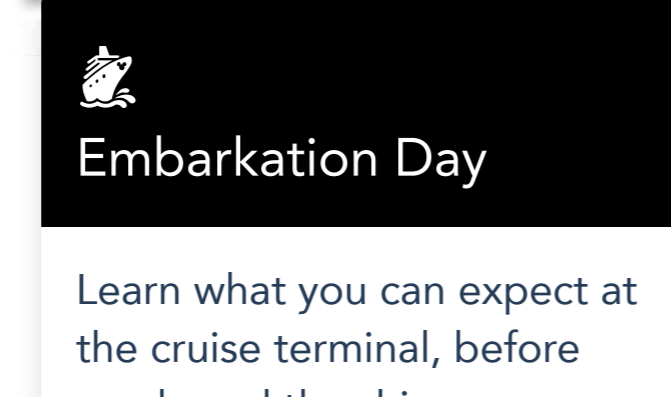 Embarkation Day
Learn what you can expect at
the cruise terminal, before